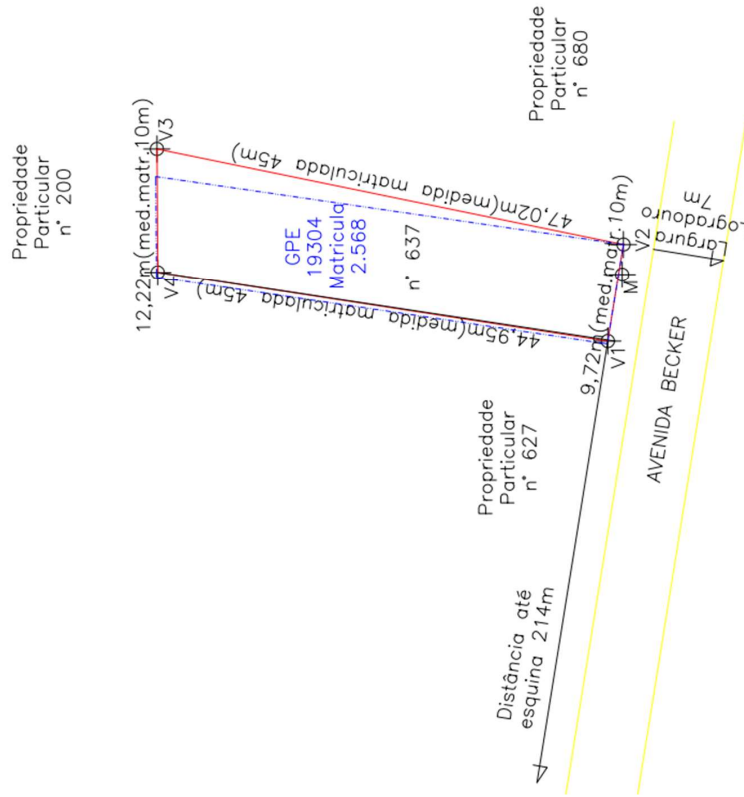 Propriedade
Particular
n° 200
Propriedade
Particular
n° 680
12,22m(med.matr.10m)
V3
V4
47,02m(medida matriculada 45m)
GPE
19304
Matricula
2.568
n° 637
44,95m(medida matriculada 45m)
9,72m(med.matr.10m)
V1
M
V2
Largura
Logradouro
7m
Propriedade
Particular
n° 627
AVENIDA BECKER
Distância até
esquina 214m